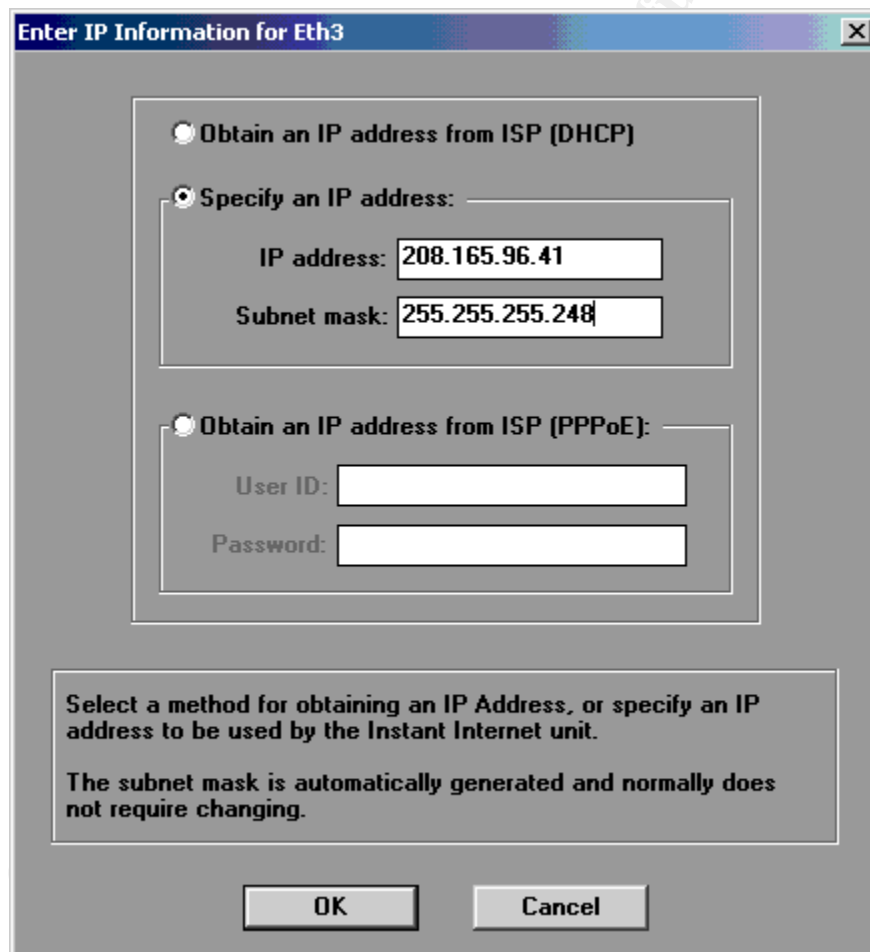 Enter IP Information for Eth3
Obtain an IP address from ISP (DHCP)
Specify an IP address:
IP address: 208.165.96.41
Subnet mask: 255.255.255.248
Obtain an IP address from ISP (PPPoE):
User ID:
Password:
Select a method for obtaining an IP Address, or specify an IP
address to be used by the Instant Internet unit.
The subnet mask is automatically generated and normally does
not require changing.
OK Cancel